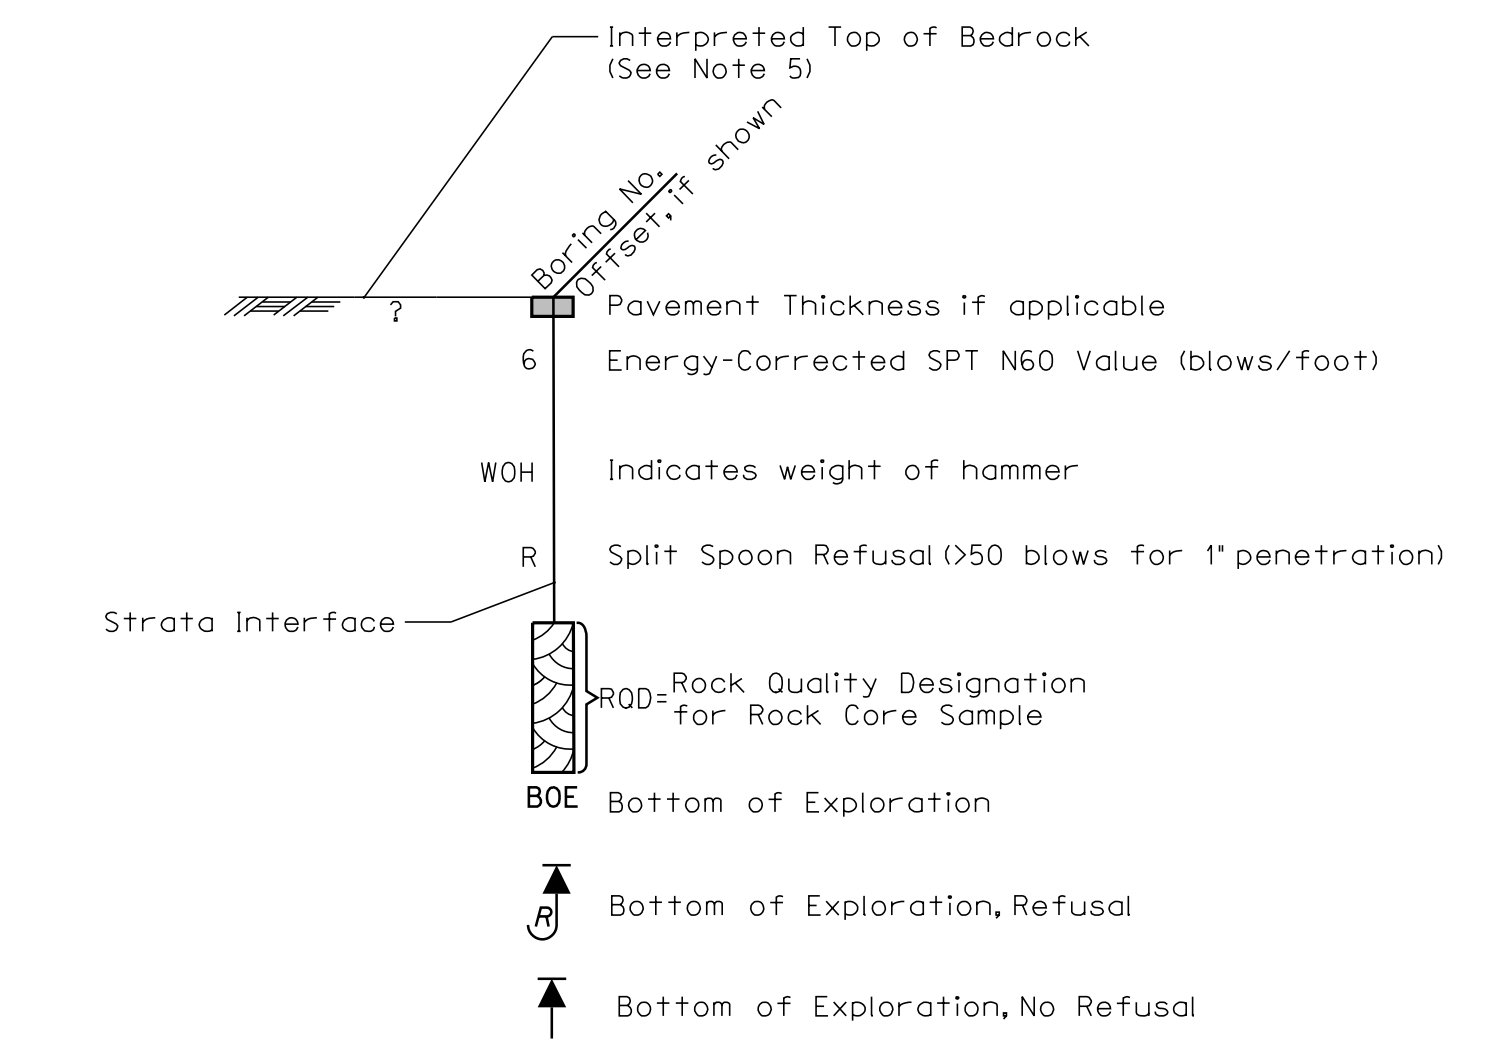 Interpreted Top of Bedrock
(See Note 5)
Boring No.
Offset, if shown
?
Pavement Thickness if applicable
6 Energy-Corrected SPT N60 Value (blows/foot)
WOH Indicates weight of hammer
R Split Spoon Refusal (>50 blows for 1" penetration)
Strata Interface
RQD= Rock Quality Designation
for Rock Core Sample
BOE Bottom of Exploration
R Bottom of Exploration, Refusal
Bottom of Exploration, No Refusal